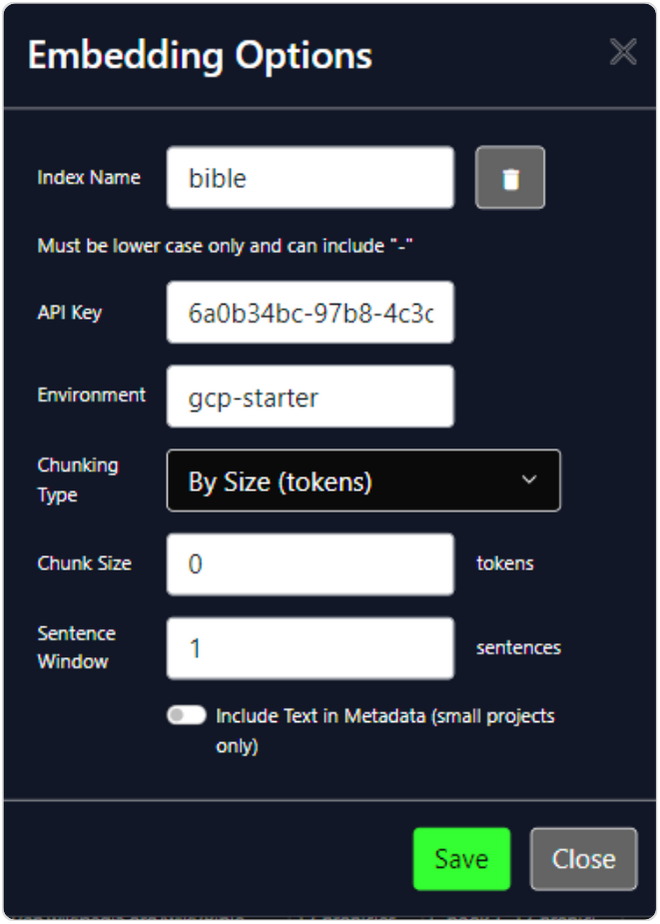 Embedding Options
Index Name bible
Must be lower case only and can include "-"
API Key 6a0b34bc-97b8-4c3c
Environment gcp-starter
Chunking
Type
By Size (tokens)
Chunk Size 0 tokens
Sentence
Window
1 sentences
Include Text in Metadata (small projects
only)
Save Close